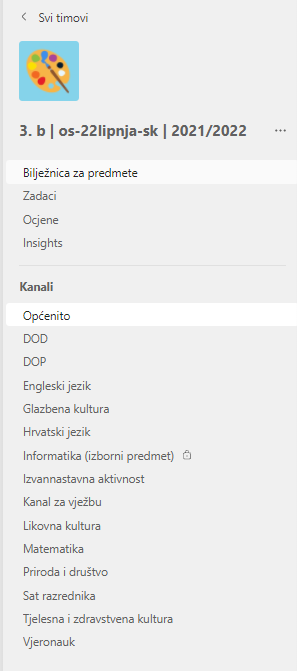 Svi timovi
3. b | os-22lipnja-sk | 2021/2022
Bilježnica za predmete
Zadaci
Ocjene
Insights
Kanali
Općenito
DOD
DOP
Engleski jezik
Glazbena kultura
Hrvatski jezik
Informatika (izborni predmet)
Izvannastavna aktivnost
Kanal za vježbu
Likovna kultura
Matematika
Priroda i društvo
Sat razrednika
Tjelesna i zdravstvena kultura
Vjeronauk